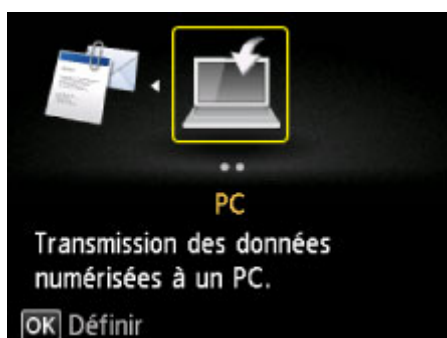 PC
Transmission des données
numérisées à un PC.
OK Définir